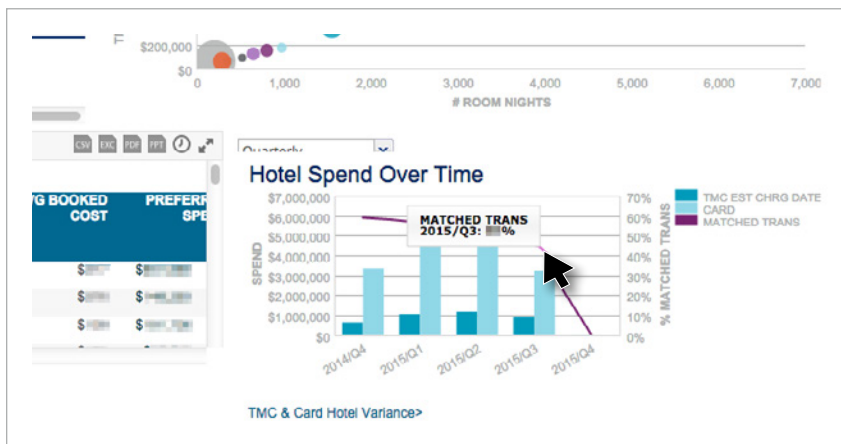 $200,000
$0
0 1,000 2,000 3,000 4,000 5,000 6,000 7,000
# ROOM NIGHTS
CSV EXC PDF PPT
Quarterly
Hotel Spend Over Time
VG BOOKED COST
PREFERR SPE
$
$
$
$
$
$
$7,000,000
$6,000,000
$5,000,000
$4,000,000
$3,000,000
$2,000,000
$1,000,000
$0
SPEND
MATCHED TRANS
2015/Q3: %
70%
60%
50%
40%
30%
20%
10%
0%
% MATCHED TRANS
TMC EST CHRG DATE
CARD
MATCHED TRANS
2014/Q4 2015/Q1 2015/Q2 2015/Q3 2015/Q4
TMC & Card Hotel Variance>